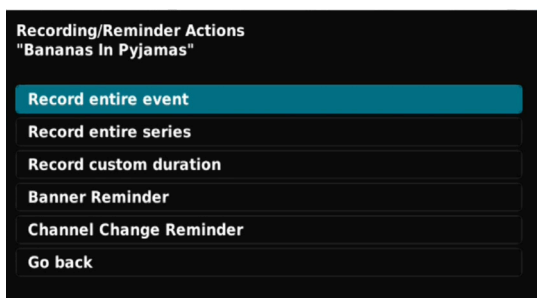 Recording/Reminder Actions
"Bananas In Pyjamas"
Record entire event
Record entire series
Record custom duration
Banner Reminder
Channel Change Reminder
Go back